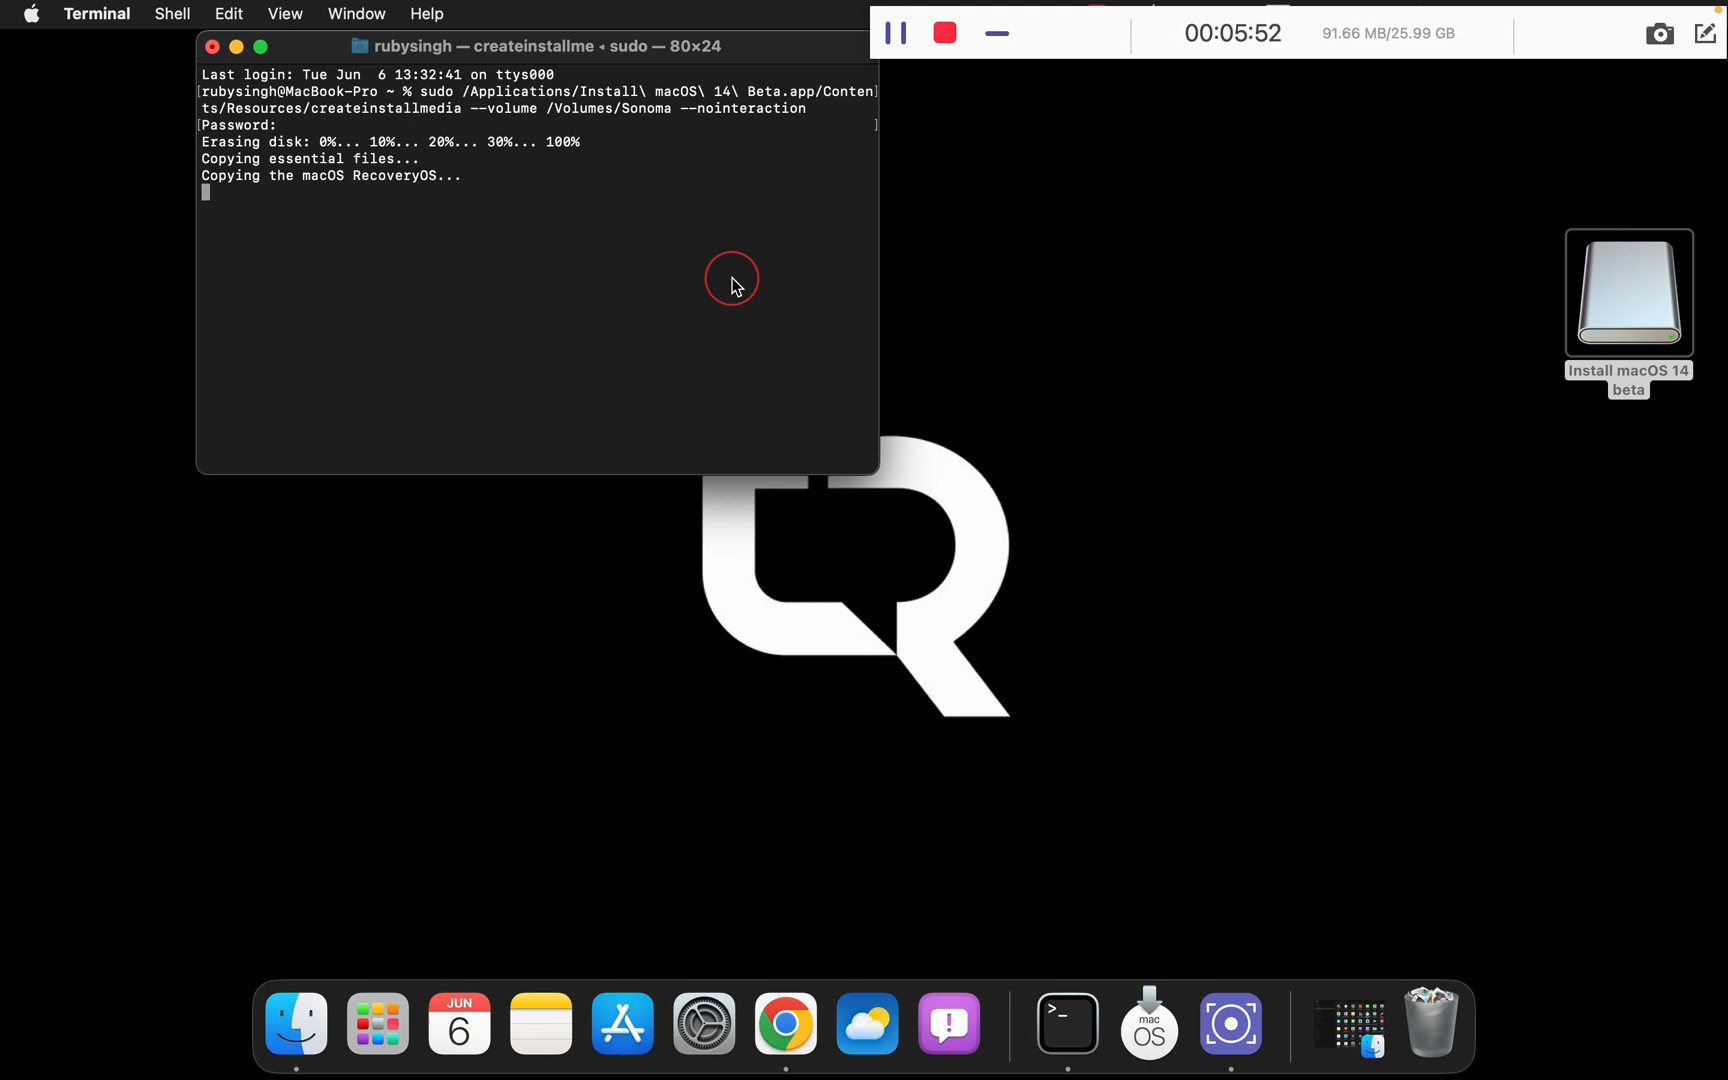 Terminal Shell Edit View Window Help
00:05:52 91.66 MB/25.99 GB
rubysingh — createinstallme ◂ sudo — 80×24
Last login: Tue Jun  6 13:32:41 on ttys000
[rubysingh@MacBook-Pro ~ % sudo /Applications/Install\ macOS\ 14\ Beta.app/Conten]
ts/Resources/createinstallmedia --volume /Volumes/Sonoma --nointeraction
[Password: ]
Erasing disk: 0%... 10%... 20%... 30%... 100%
Copying essential files...
Copying the macOS RecoveryOS...
Install macOS 14
beta
JUN
6
>_
mac
OS